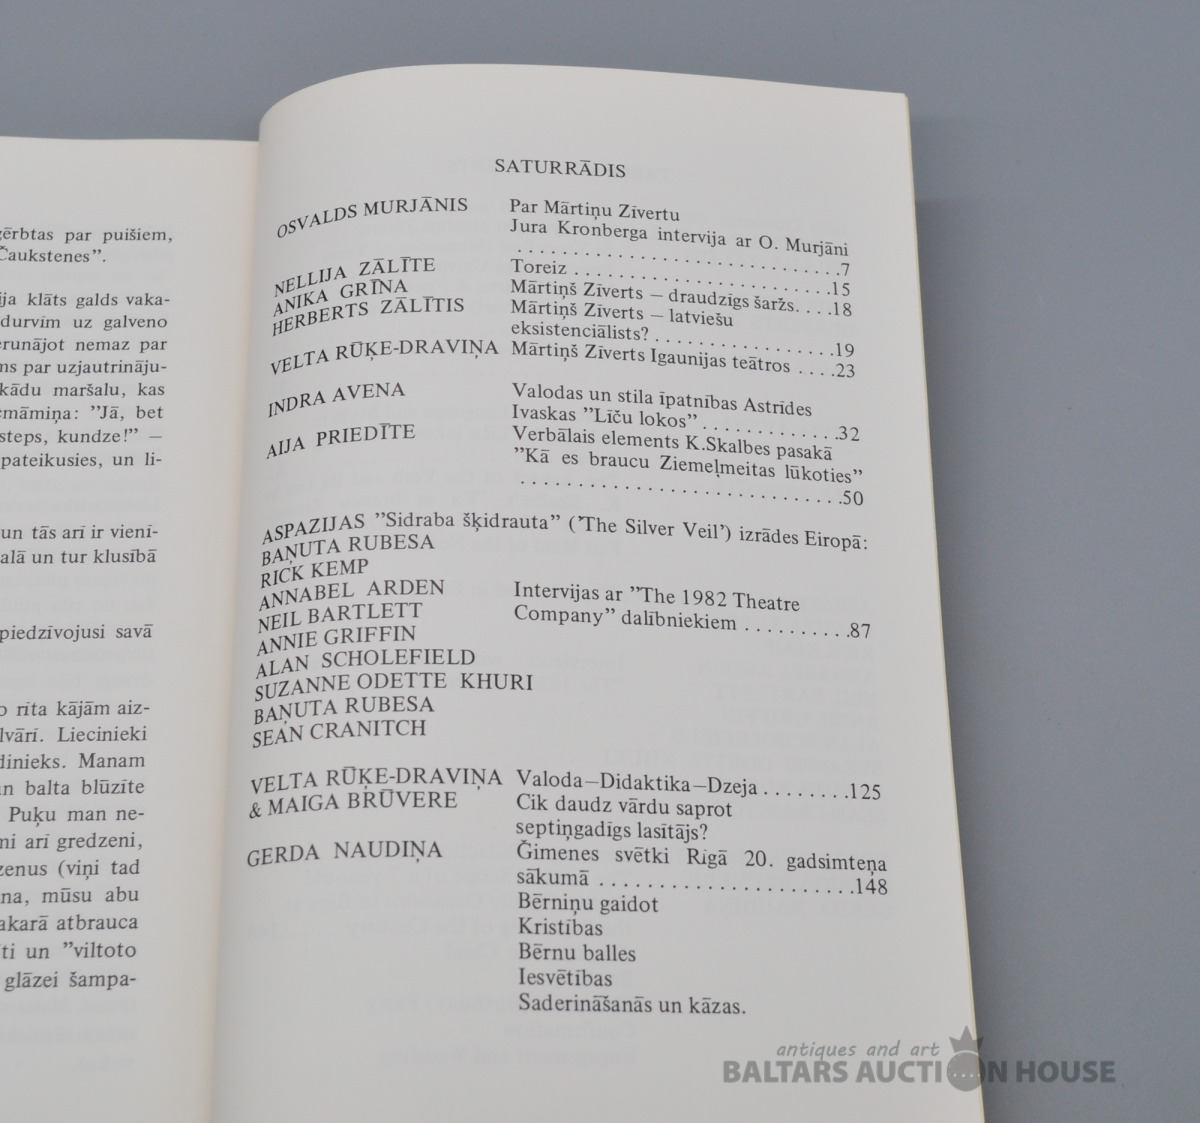 ģērbtas par puišiem,
Čaukstenes".
ija klāts galds vaka-
durvīm uz galveno
erunājot nemaz par
ms par uzjautrināju-
kādu maršalu, kas
māmiņa: "Jā, bet
steps, kundze!" –
pateikusies, un li-
un tās arī ir vienī-
alā un tur klusībā
piedzīvojusi savā
o rīta kājām aiz-
lvārī. Liecinieki
dinieks. Manam
un balta blūzīte
Puķu man ne-
mi arī gredzeni,
zenus (viņi tad
na, mūsu abu
akarā atbrauca
ti un "viltoto
glāzei šampa-
SATURRĀDIS
OSVALDS MURJĀNIS Par Mārtiņu Zīvertu
Jura Kronberga intervija ar O. Murjāni
. . . . . . . . . . . . . . . . . . . . . . . . . . . . .7
NELLIJA ZĀLĪTE Toreiz . . . . . . . . . . . . . . . . . . . . . . .15
ANIKA GRĪNA Mārtiņš Zīverts – draudzīgs šaržs. . . .18
HERBERTS ZĀLĪTIS Mārtiņš Zīverts – latviešu
eksistenciālists? . . . . . . . . . . . . . . . .19
VELTA RŪĶE-DRAVIŅA Mārtiņš Zīverts Igaunijas teātros . . . .23
INDRA AVENA Valodas un stila īpatnības Astrīdes
Ivaskas "Līču lokos" . . . . . . . . . . . .32
AIJA PRIEDĪTE Verbālais elements K.Skalbes pasakā
"Kā es braucu Ziemeļmeitas lūkoties"
. . . . . . . . . . . . . . . . . . . . . . . . . . . . .50
ASPAZIJAS "Sidraba šķidrauta" ('The Silver Veil') izrādes Eiropā:
BAŅUTA RUBESA
RICK KEMP
ANNABEL ARDEN Intervijas ar "The 1982 Theatre
NEIL BARTLETT Company" dalībniekiem . . . . . . . . . .87
ANNIE GRIFFIN
ALAN SCHOLEFIELD
SUZANNE ODETTE KHURI
BAŅUTA RUBESA
SEAN CRANITCH
VELTA RŪĶE-DRAVIŅA Valoda–Didaktika–Dzeja . . . . . . . .125
& MAIGA BRŪVERE Cik daudz vārdu saprot
septiņgadīgs lasītājs?
GERDA NAUDIŅA Ģimenes svētki Rīgā 20. gadsimteņa
sākumā . . . . . . . . . . . . . . . . . . . . . . .148
Bērniņu gaidot
Kristības
Bērnu balles
Iesvētības
Saderināšanās un kāzas.
antiques and art
BALTARS AUCTION HOUSE